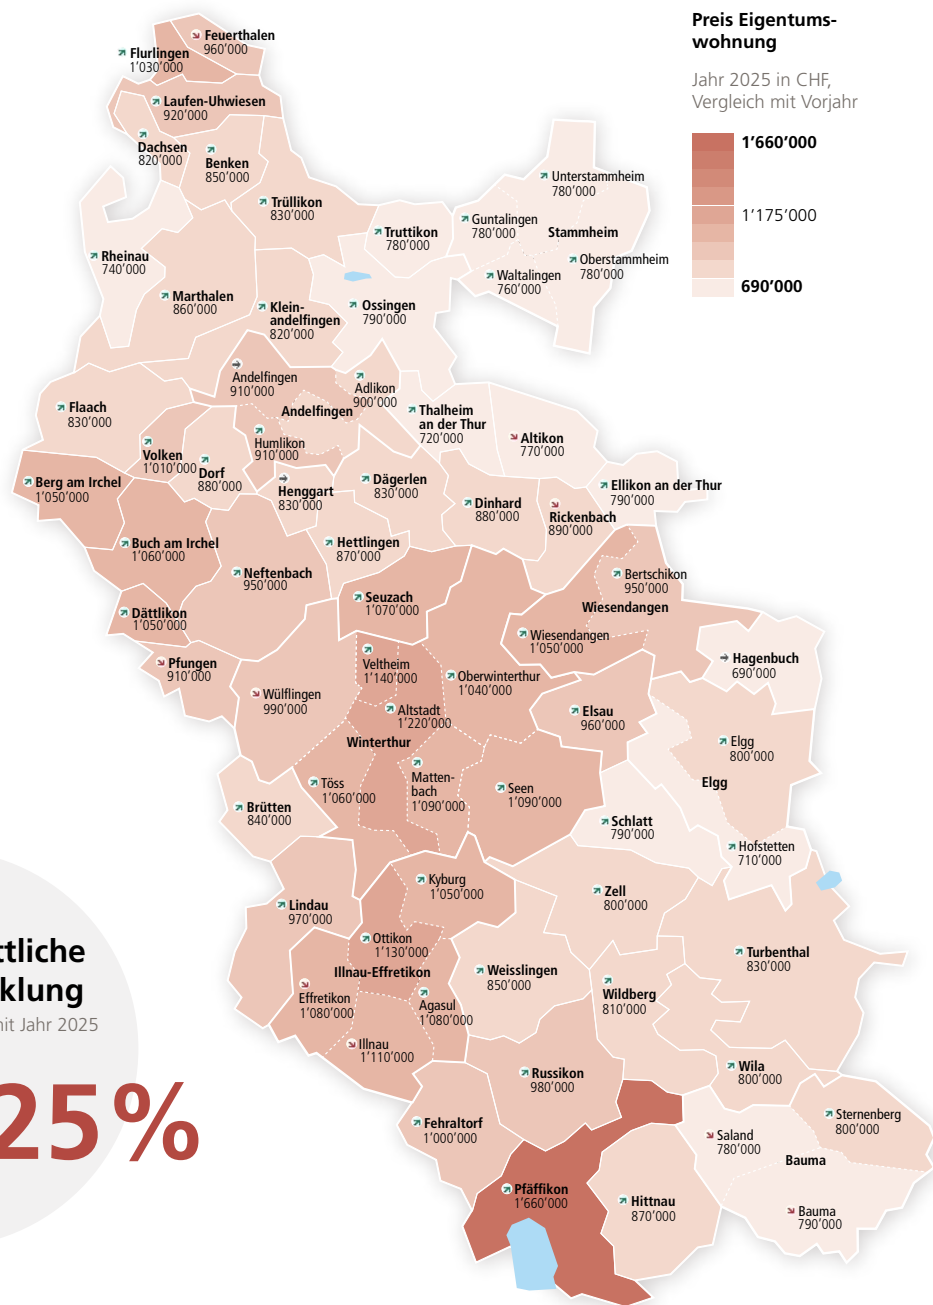 Preis Eigentums-
wohnung
Jahr 2025 in CHF,
Vergleich mit Vorjahr
1’660’000
1’175’000
690’000
Feuerthalen
960’000
Flurlingen
1’030’000
Laufen-Uhwiesen
920’000
Dachsen
820’000
Benken
850’000
Trüllikon
830’000
Truttikon
780’000
Unterstammheim
780’000
Guntalingen
780’000
Stammheim
Oberstammheim
780’000
Waltalingen
760’000
Rheinau
740’000
Marthalen
860’000
Klein-
andelfingen
820’000
Ossingen
790’000
Andelfingen
910’000
Adlikon
900’000
Andelfingen
Flaach
830’000
Thalheim
an der Thur
720’000
Altikon
770’000
Volken
1’010’000
Humlikon
910’000
Dorf
880’000
Berg am Irchel
1’050’000
Henggart
830’000
Dägerlen
830’000
Dinhard
880’000
Rickenbach
890’000
Ellikon an der Thur
790’000
Buch am Irchel
1’060’000
Hettlingen
870’000
Neftenbach
950’000
Bertschikon
950’000
Wiesendangen
Seuzach
1’070’000
Dättlikon
1’050’000
Wiesendangen
1’050’000
Pfungen
910’000
Veltheim
1’140’000
Oberwinterthur
1’040’000
Hagenbuch
690’000
Wülflingen
990’000
Altstadt
1’220’000
Elsau
960’000
Winterthur
Elgg
800’000
Elgg
Töss
1’060’000
Matten-
bach
1’090’000
Seen
1’090’000
Brütten
840’000
Schlatt
790’000
Hofstetten
710’000
Kyburg
1’050’000
Zell
800’000
Lindau
970’000
Ottikon
1’130’000
Illnau-Effretikon
Weisslingen
850’000
Turbenthal
830’000
Effretikon
1’080’000
Agasul
1’080’000
Wildberg
810’000
Illnau
1’110’000
Russikon
980’000
Wila
800’000
Fehraltorf
1’000’000
Sternenberg
800’000
Saland
780’000
Bauma
Pfäffikon
1’660’000
Hittnau
870’000
Bauma
790’000
ttliche
klung
mit Jahr 2025
25%